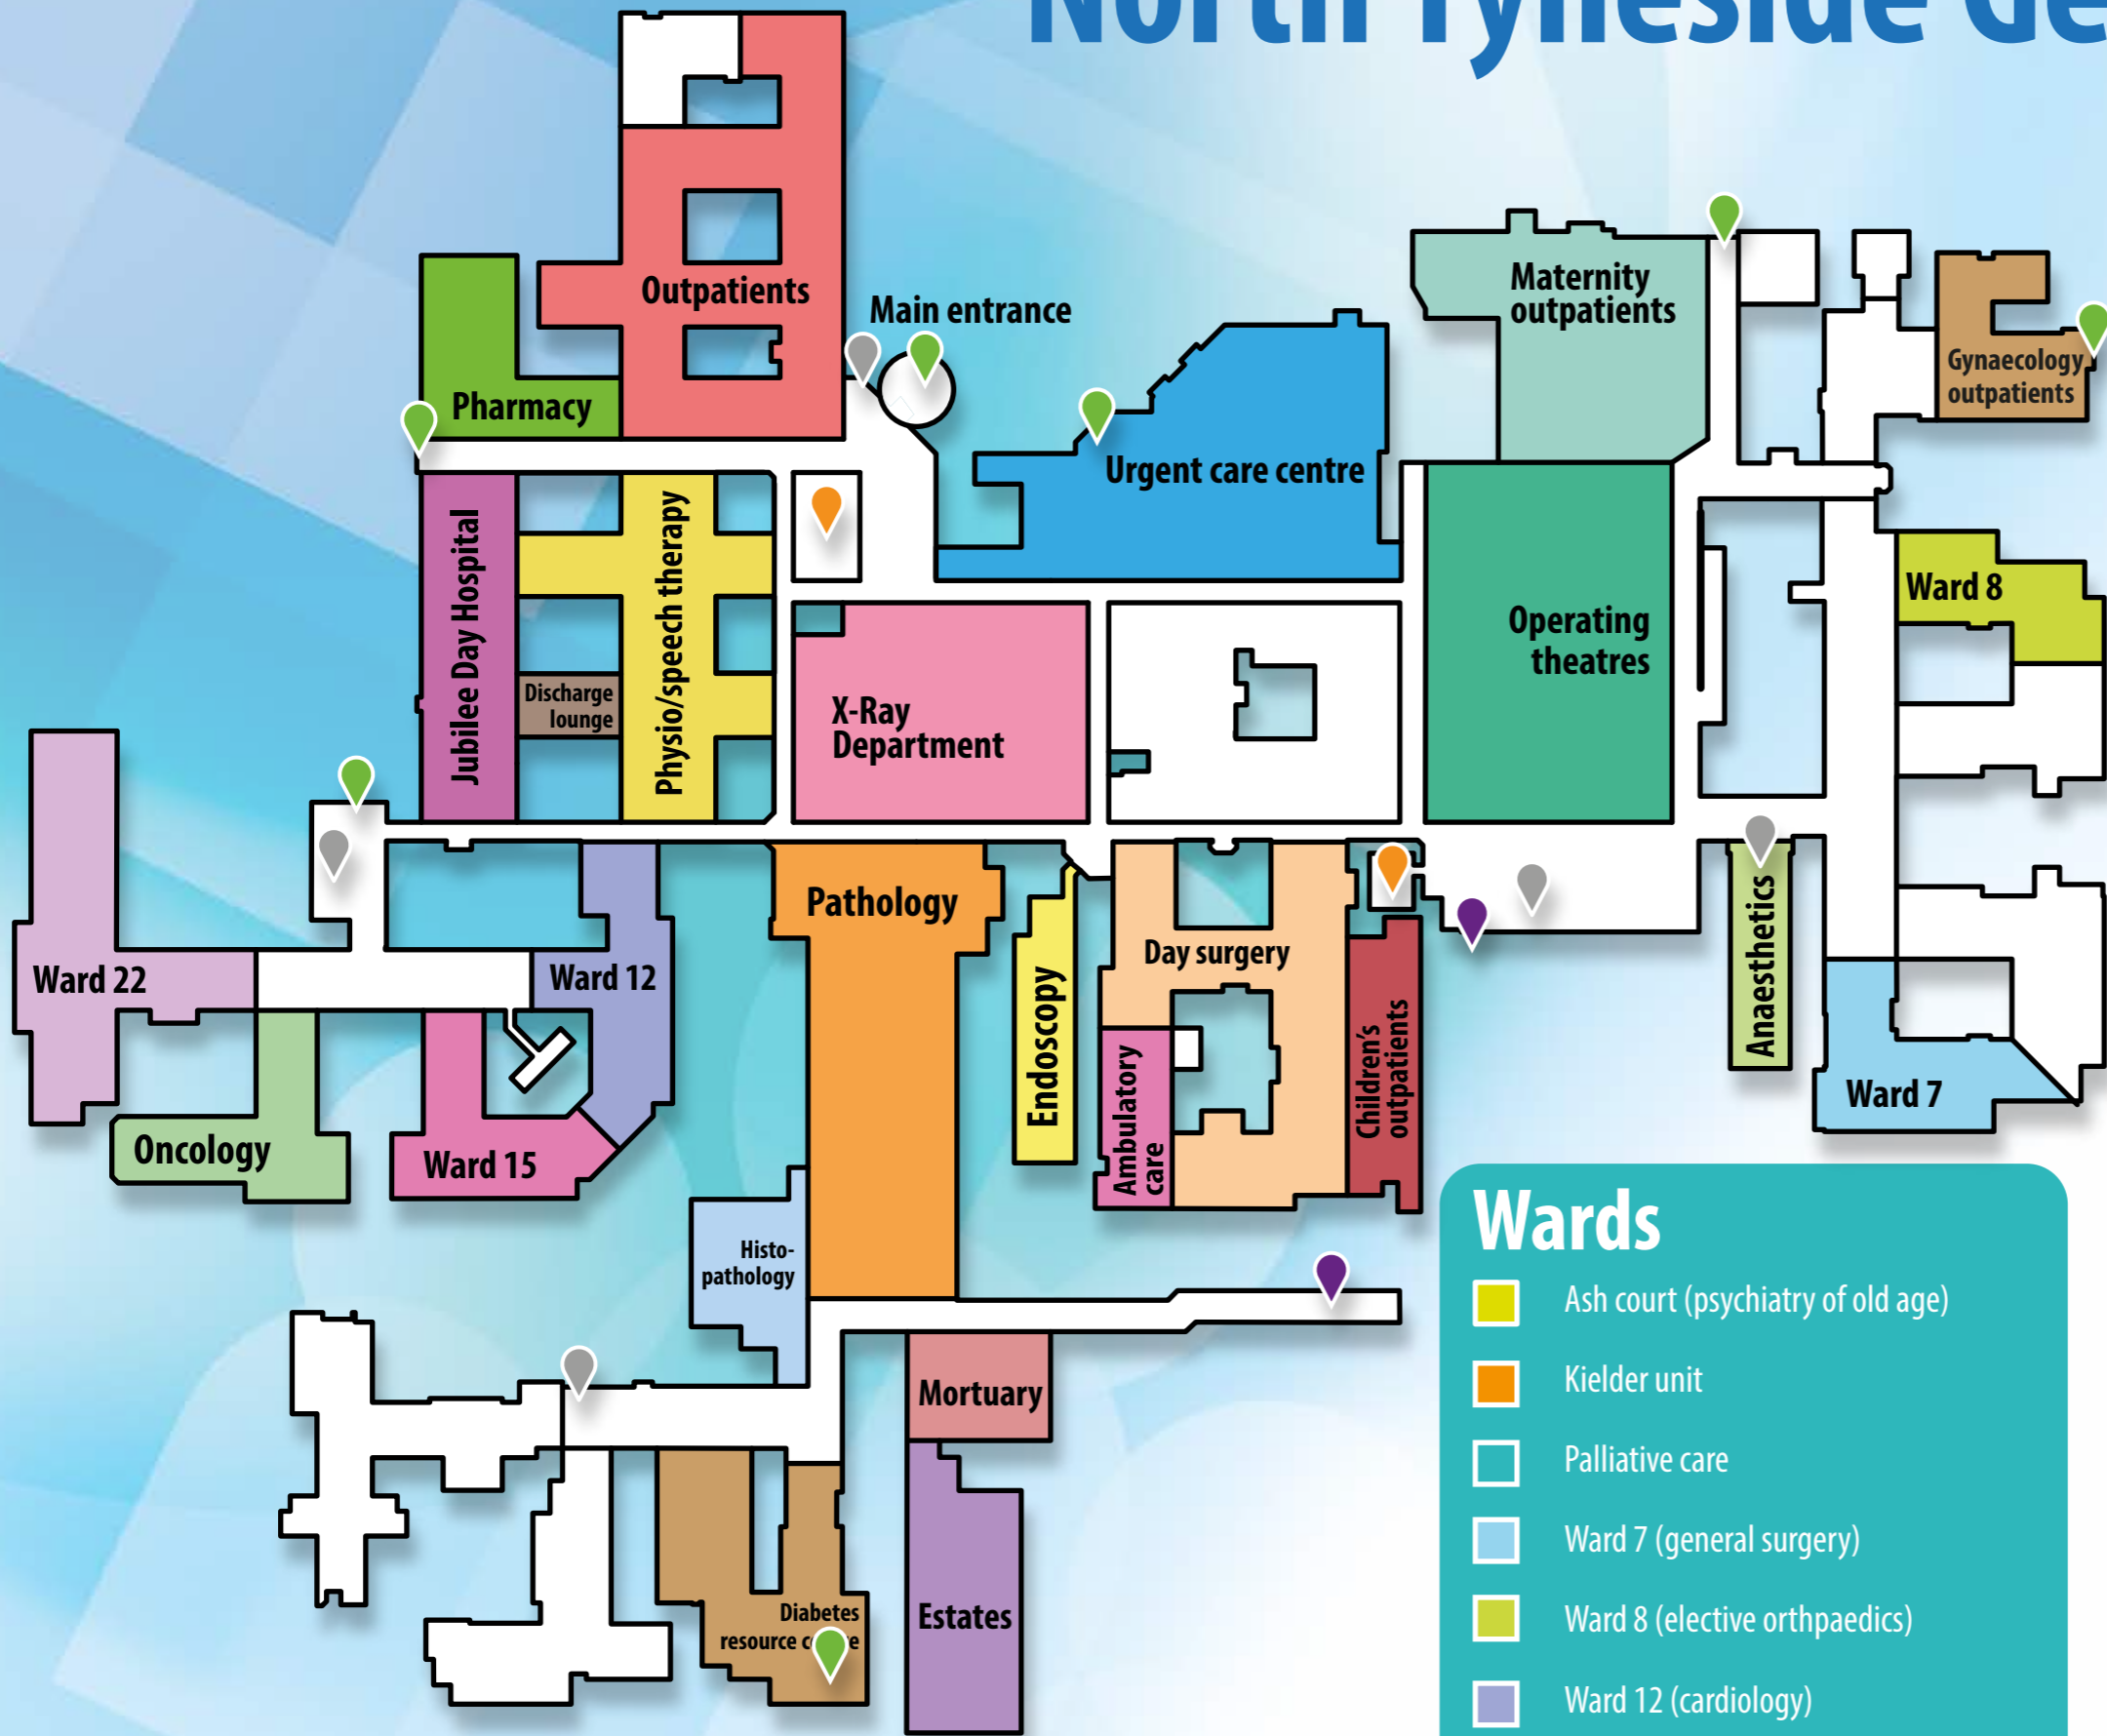 North Tyneside Ge
Outpatients
Main entrance
Maternity
outpatients
Gynaecology
outpatients
Pharmacy
Urgent care centre
Jubilee Day Hospital
Physio/speech therapy
Discharge
lounge
X-Ray
Department
Operating
theatres
Ward 8
Ward 22
Ward 12
Pathology
Endoscopy
Day surgery
Ambulatory
care
Children's
outpatients
Anaesthetics
Ward 7
Oncology
Ward 15
Histo-
pathology
Mortuary
Estates
Diabetes
resource
Wards
Ash court (psychiatry of old age)
Kielder unit
Palliative care
Ward 7 (general surgery)
Ward 8 (elective orthpaedics)
Ward 12 (cardiology)